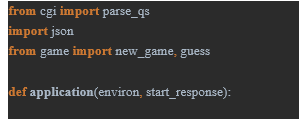 from cgi import parse_qs
import json
from game import new_game, guess
def application(environ, start_response):